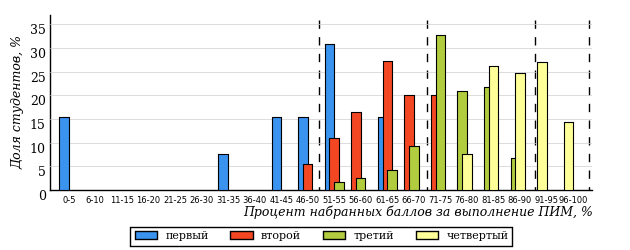 35
30
25
20
15
10
5
0
Доля студентов, %
0-5 6-10 11-15 16-20 21-25 26-30 31-35 36-40 41-45 46-50 51-55 56-60 61-65 66-70 71-75 76-80 81-85 86-90 91-95 96-100
Процент набранных баллов за выполнение ПИМ, %
первый второй третий четвертый